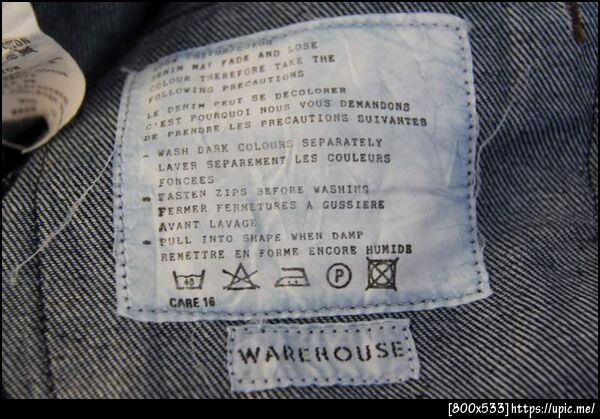 100% COTTON/COTON
DENIM MAY FADE AND LOSE
COLOUR THEREFORE TAKE THE
FOLLOWING PRECAUTIONS
LE DENIM PEUT SE DECOLORER
C'EST POURQUOI NOUS VOUS DEMANDONS
DE PRENDRE LES PRECAUTIONS SUIVANTES
- WASH DARK COLOURS SEPARATELY
LAVER SEPAREMENT LES COULEURS
FONCEES
- FASTEN ZIPS BEFORE WASHING
FERMER FERMETURES A GUSSIERE
AVANT LAVAGE
- PULL INTO SHAPE WHEN DAMP
REMETTRE EN FORME ENCORE HUMIDE
40 P
CARE 16
WAREHOUSE
[800x533]https://upic.me/